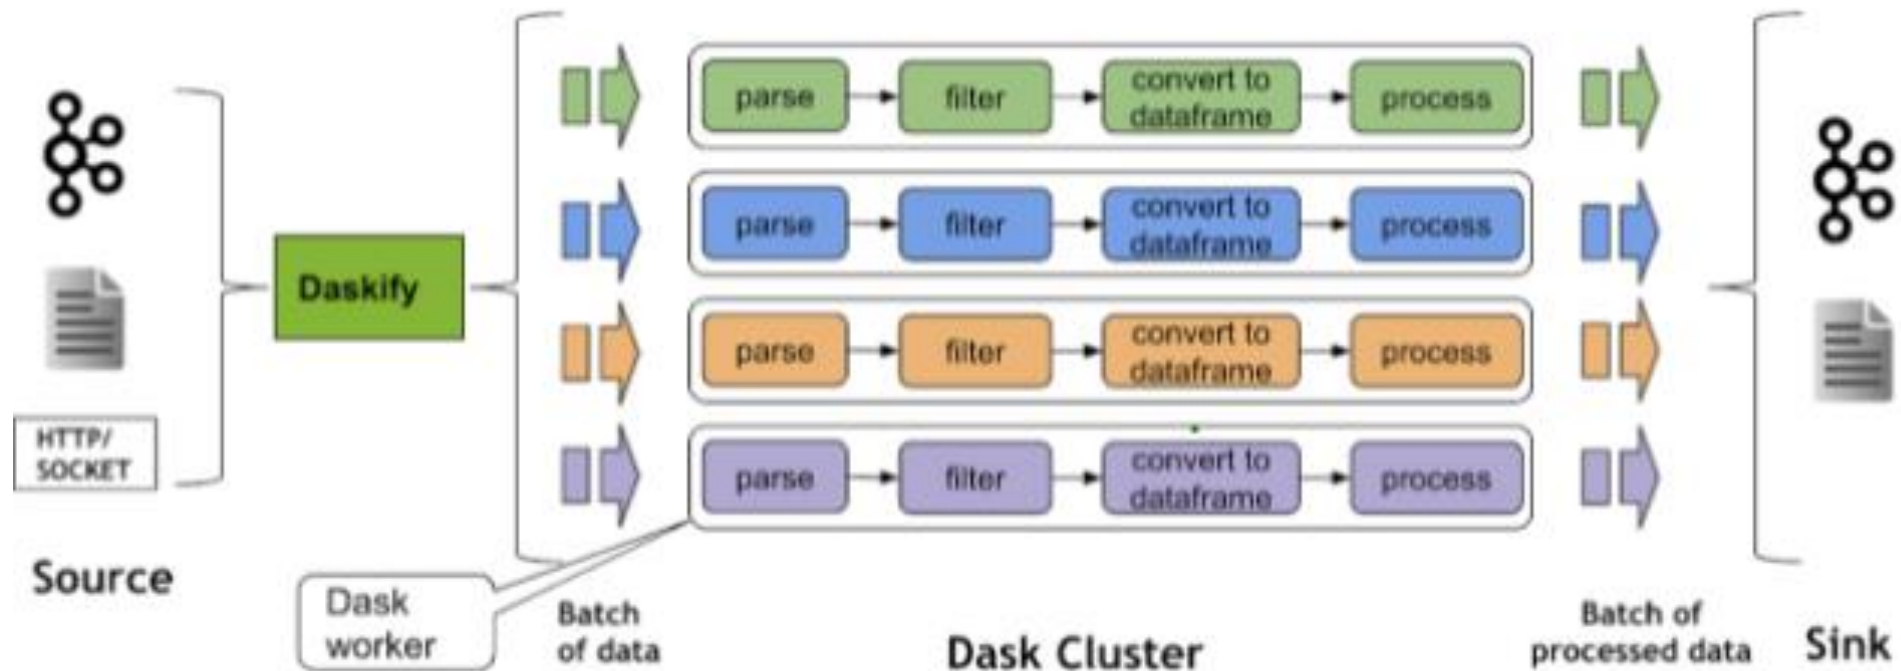 HTTP/
SOCKET
Source
Daskify
Dask
worker
Batch
of data
parse
filter
convert to
dataframe
process
parse
filter
convert to
dataframe
process
parse
filter
convert to
dataframe
process
parse
filter
convert to
dataframe
process
Dask Cluster
Batch of
processed data
Sink